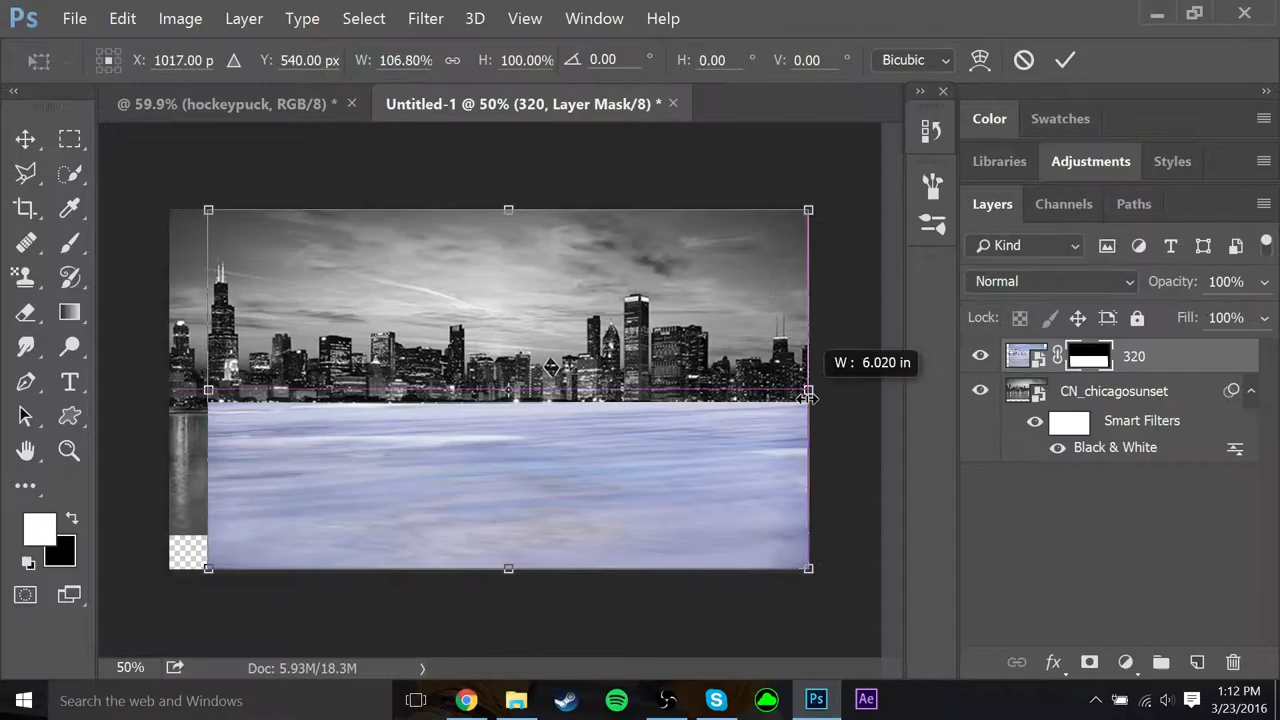 Ps File Edit Image Layer Type Select Filter 3D View Window Help
X: 1017.00 p Y: 540.00 px W: 106.80% H: 100.00% 0.00 ° H: 0.00 ° V: 0.00 ° Bicubic
@ 59.9% (hockeypuck, RGB/8) * × Untitled-1 @ 50% (320, Layer Mask/8) * ×
Color Swatches
Libraries Adjustments Styles
Layers Channels Paths
Kind
Normal Opacity: 100%
Lock: Fill: 100%
320
CN_chicagosunset
Smart Filters
Black & White
W : 6.020 in
50% Doc: 5.93M/18.3M
Search the web and Windows
Ps Ae
1:12 PM
3/23/2016